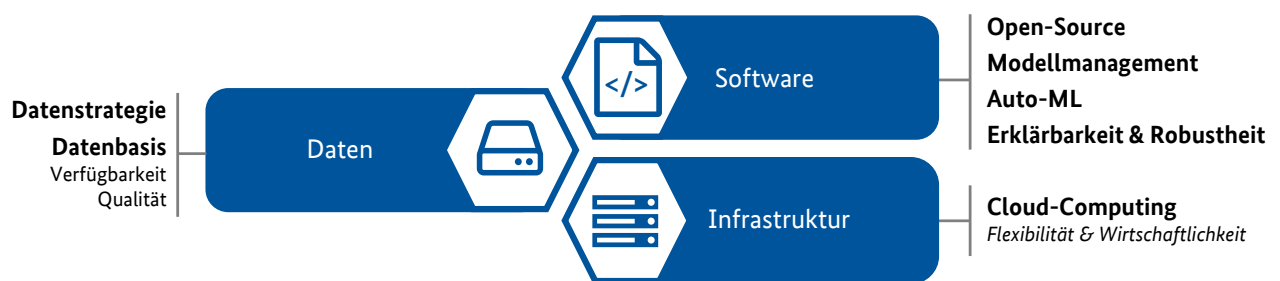 Datenstrategie
Datenbasis
Verfügbarkeit
Qualität
Daten
</>
Software
Open-Source
Modellmanagement
Auto-ML
Erklärbarkeit & Robustheit
Infrastruktur
Cloud-Computing
Flexibilität & Wirtschaftlichkeit